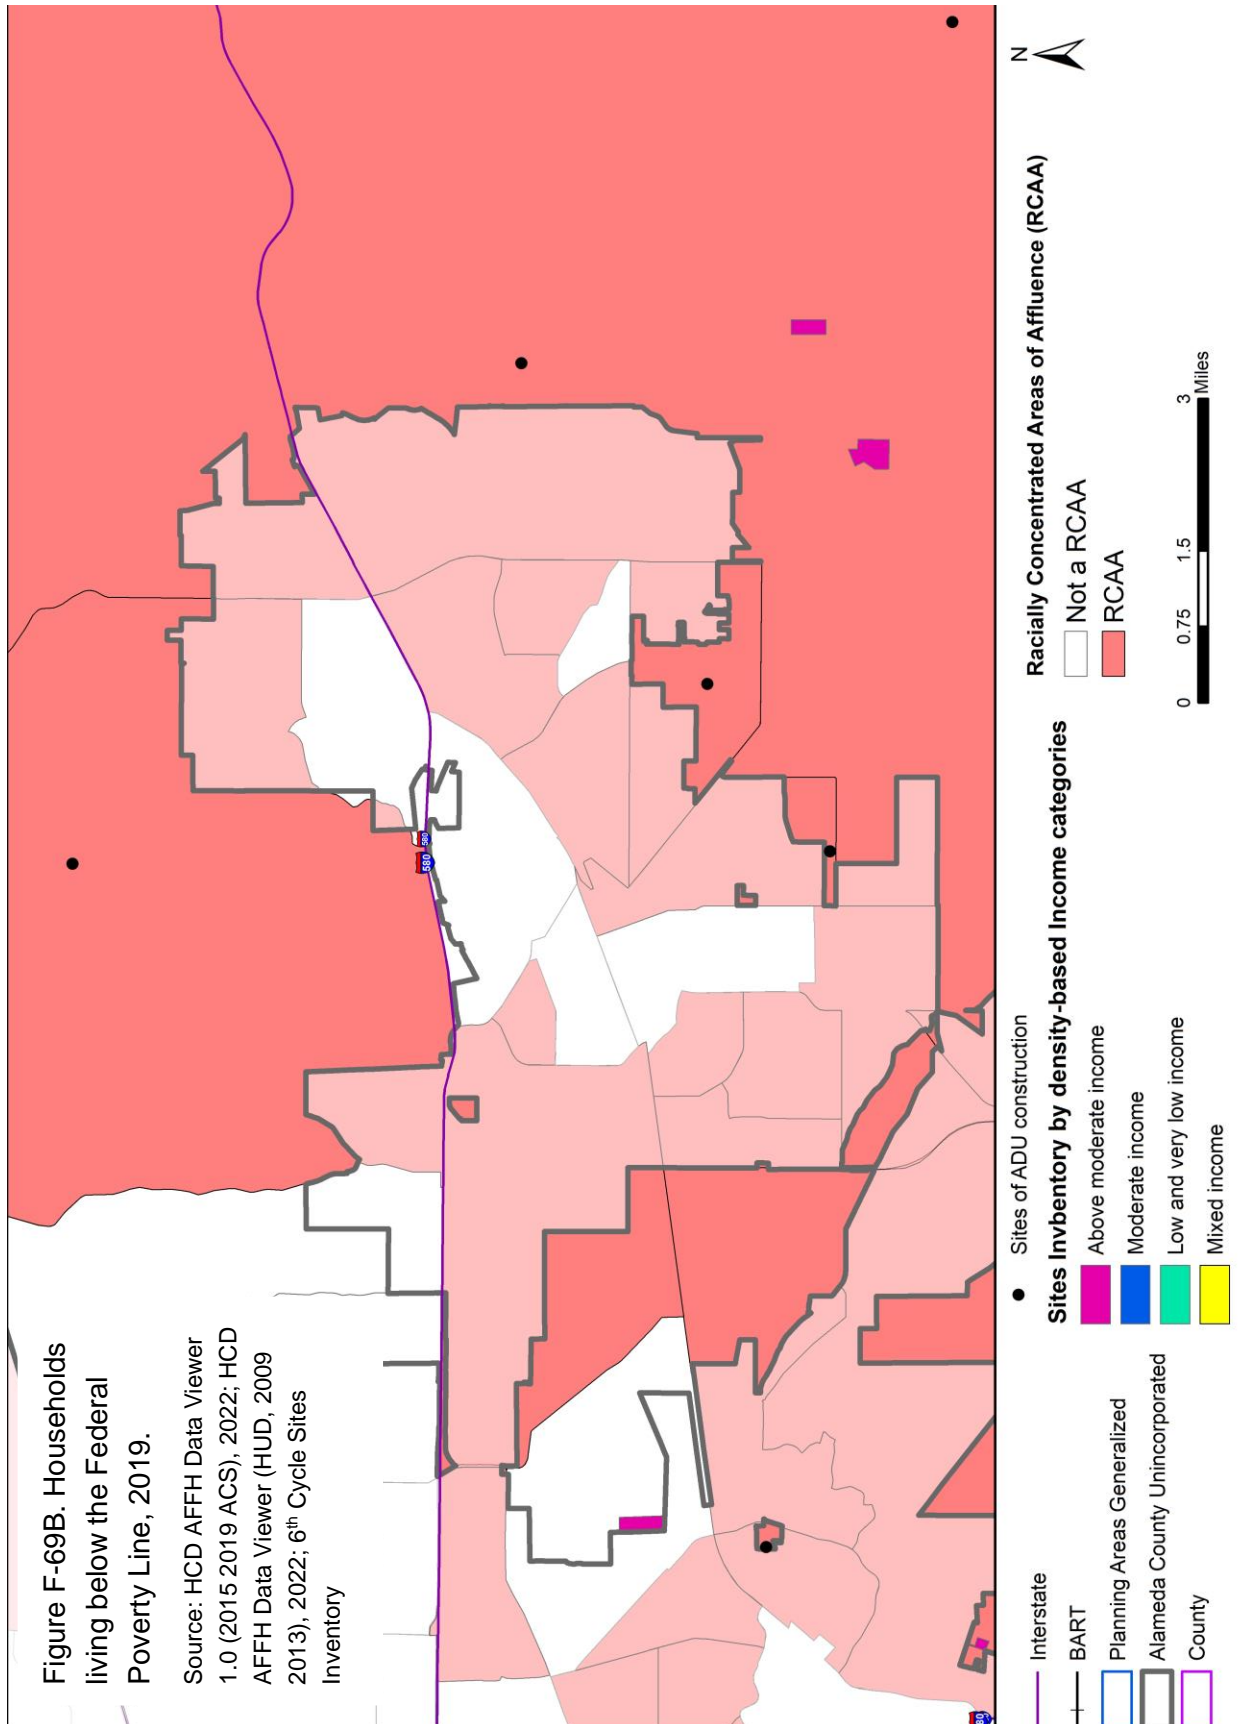 Figure F-69B. Households
living below the Federal
Poverty Line, 2019.
Source: HCD AFFH Data Viewer
1.0 (2015 2019 ACS), 2022; HCD
AFFH Data Viewer (HUD, 2009
2013), 2022; 6th Cycle Sites
Inventory
580
580
Interstate
BART
Planning Areas Generalized
Alameda County Unincorporated
County
Sites of ADU construction
Sites Invbentory by density-based Income categories
Above moderate income
Moderate income
Low and very low income
Mixed income
Racially Concentrated Areas of Affluence (RCAA)
Not a RCAA
RCAA
0 0.75 1.5 3
Miles
N